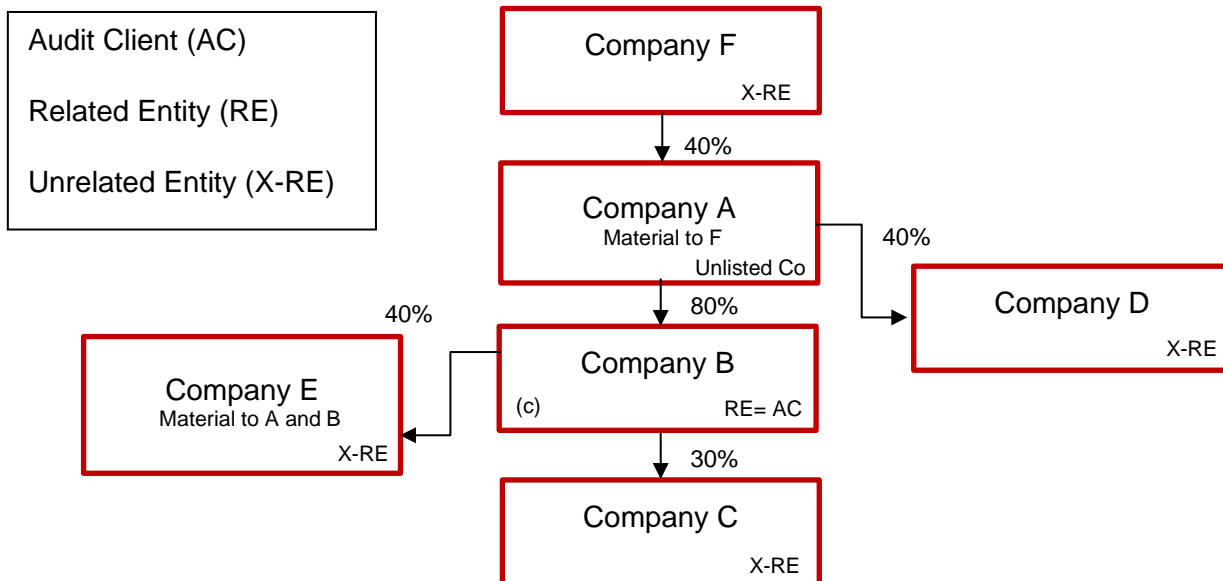 Audit Client (AC)
Related Entity (RE)
Unrelated Entity (X-RE)
Company F
X-RE
40%
Company A
Material to F
Unlisted Co
40%
Company D
X-RE
80%
40%
Company E
Material to A and B
X-RE
Company B
(c)
RE= AC
30%
Company C
X-RE